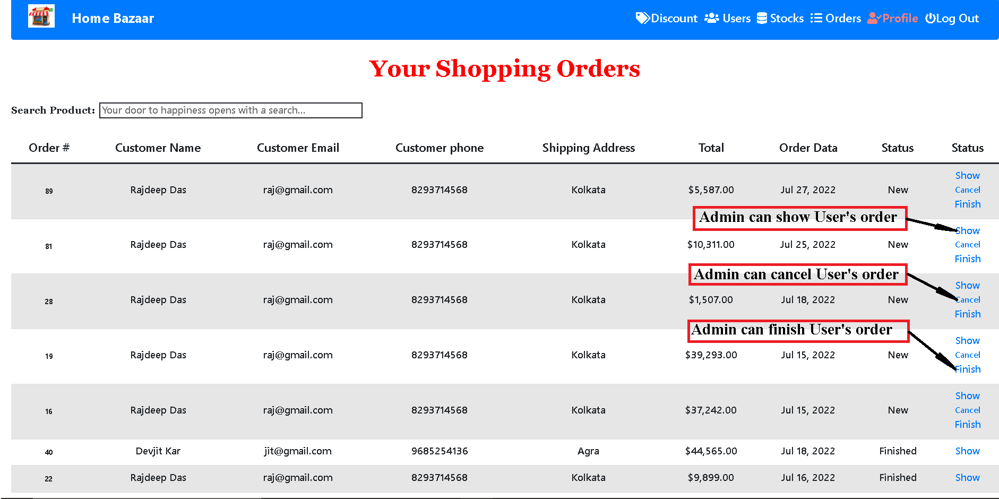 Home Bazaar Discount Users Stocks Orders Profile Log Out
Your Shopping Orders
Search Product: Your door to happiness opens with a search...
Order # Customer Name Customer Email Customer phone Shipping Address Total Order Data Status Status
Show
89 Rajdeep Das raj@gmail.com 8293714568 Kolkata $5,587.00 Jul 27, 2022 New Cancel
Finish
Admin can show User's order
Show
81 Rajdeep Das raj@gmail.com 8293714568 Kolkata $10,311.00 Jul 25, 2022 New Cancel
Finish
Admin can cancel User's order
Show
28 Rajdeep Das raj@gmail.com 8293714568 Kolkata $1,507.00 Jul 18, 2022 New Cancel
Finish
Admin can finish User's order
Show
19 Rajdeep Das raj@gmail.com 8293714568 Kolkata $39,293.00 Jul 15, 2022 New Cancel
Finish
Show
16 Rajdeep Das raj@gmail.com 8293714568 Kolkata $37,242.00 Jul 15, 2022 New Cancel
Finish
40 Devjit Kar jit@gmail.com 9685254136 Agra $44,565.00 Jul 18, 2022 Finished Show
22 Rajdeep Das raj@gmail.com 8293714568 Kolkata $9,899.00 Jul 16, 2022 Finished Show